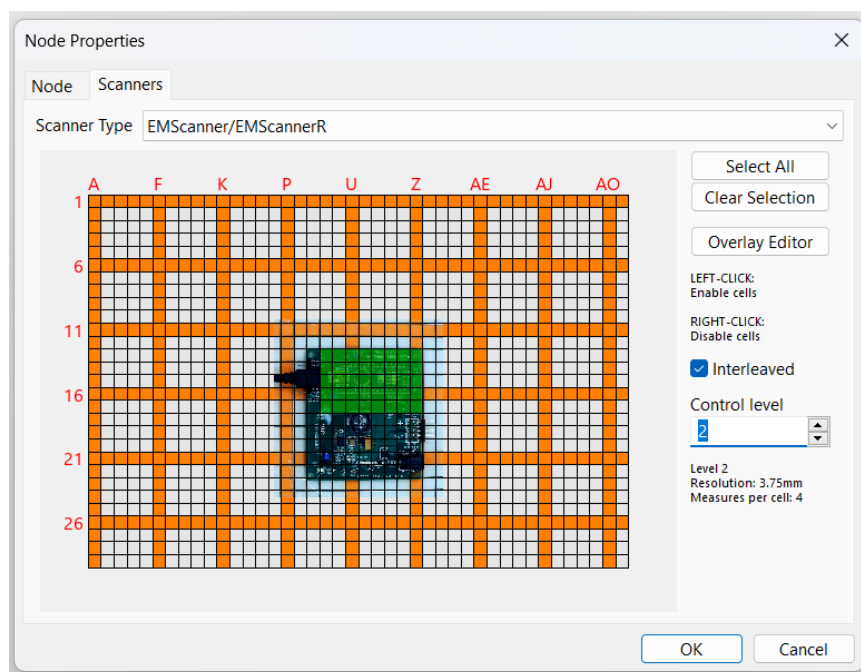 Node Properties
Node
Scanners
Scanner Type
EMScanner/EMScannerR
A F K P U Z AE AJ AO
1
6
11
16
21
26
Select All
Clear Selection
Overlay Editor
LEFT-CLICK:
Enable cells
RIGHT-CLICK:
Disable cells
Interleaved
Control level
2
Level 2
Resolution: 3.75mm
Measures per cell: 4
OK
Cancel